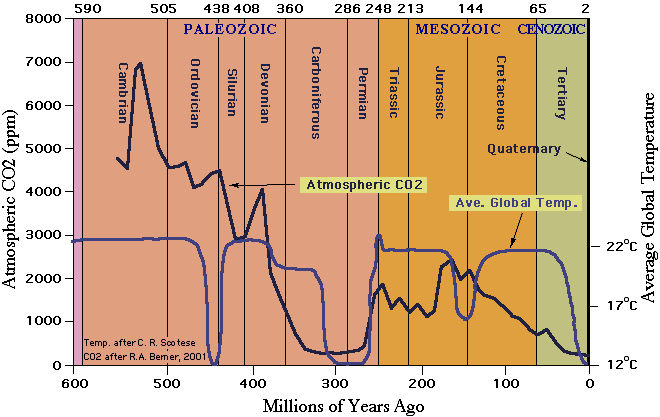 590 505 438 408 360 286 248 213 144 65 2
PALEOZOIC MESOZOIC CENOZOIC
8000
7000
6000
5000
4000
3000
2000
1000
0
Atmospheric CO2 (ppm)
Cambrian
Ordovician
Silurian
Devonian
Carboniferous
Permian
Triassic
Jurassic
Cretaceous
Tertiary
Quaternary
Atmospheric CO2
Ave. Global Temp.
Average Global Temperature
22°C
17°C
12°C
Temp. after C. R. Scotese
CO2 after R.A. Berner, 2001
600 500 400 300 200 100 0
Millions of Years Ago